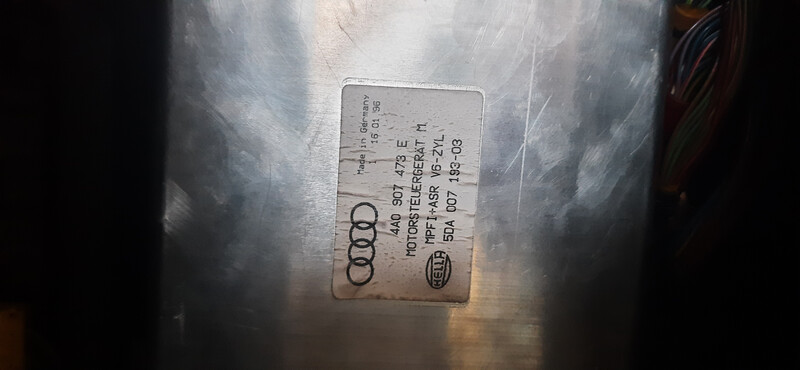 Made in Germany
1 16 01 96
4A0 907 473 E
MOTORSTEUERGERÄT M.
MPFI+ASR V6-ZYL
HELLA 5DA 007 193-03